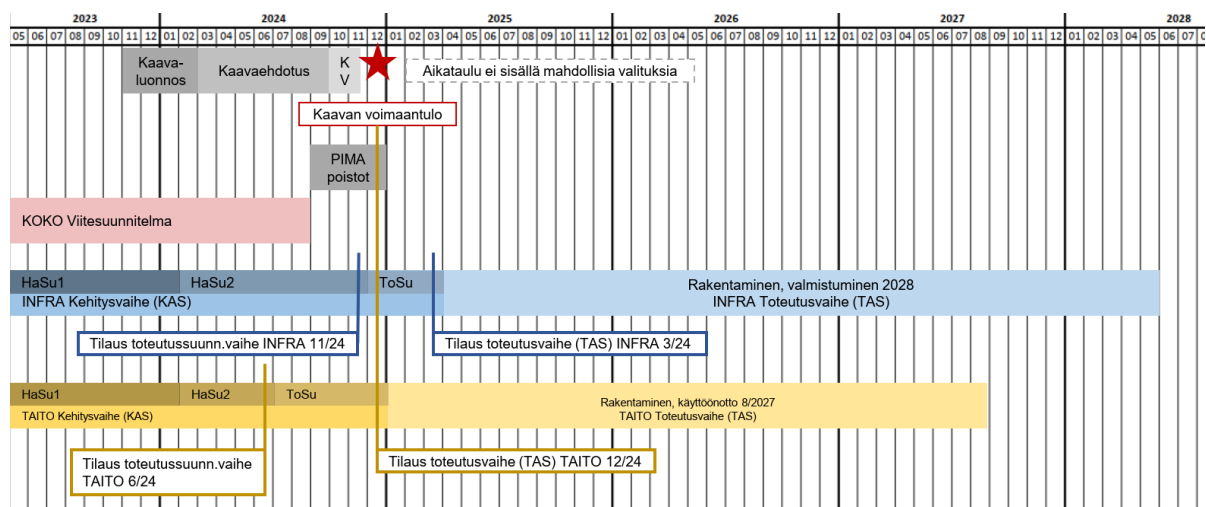 2023 2024 2025 2026 2027 2028
05 06 07 08 09 10 11 12 01 02 03 04 05 06 07 08 09 10 11 12 01 02 03 04 05 06 07 08 09 10 11 12 01 02 03 04 05 06 07 08 09 10 11 12 01 02 03 04 05 06 07 08 09 10 11 12 01 02 03 04 05 06 07
Kaava-
luonnos
Kaavaehdotus
K
V
Aikataulu ei sisällä mahdollisia valituksia
Kaavan voimaantulo
PIMA
poistot
KOKO Viitesuunnitelma
HaSu1 HaSu2 ToSu
INFRA Kehitysvaihe (KAS)
Rakentaminen, valmistuminen 2028
INFRA Toteutusvaihe (TAS)
Tilaus toteutussuunn.vaihe INFRA 11/24
Tilaus toteutusvaihe (TAS) INFRA 3/24
HaSu1 HaSu2 ToSu
TAITO Kehitysvaihe (KAS)
Rakentaminen, käyttöönotto 8/2027
TAITO Toteutusvaihe (TAS)
Tilaus toteutussuunn.vaihe
TAITO 6/24
Tilaus toteutusvaihe (TAS) TAITO 12/24